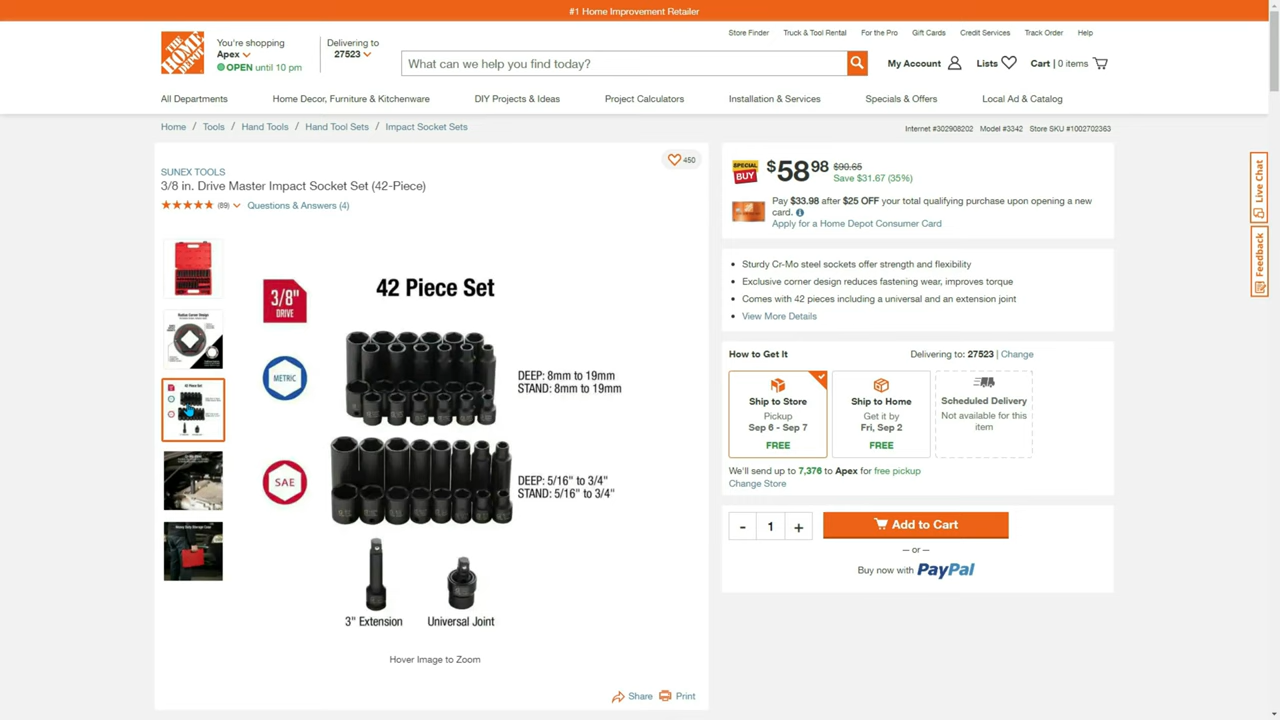 #1 Home Improvement Retailer
Store Finder Truck & Tool Rental For the Pro Gift Cards Credit Services Track Order Help
THE HOME DEPOT
You're shopping
Apex
OPEN until 10 pm
Delivering to
27523
What can we help you find today?
My Account
Lists
Cart | 0 items
All Departments Home Decor, Furniture & Kitchenware DIY Projects & Ideas Project Calculators Installation & Services Specials & Offers Local Ad & Catalog
Home / Tools / Hand Tools / Hand Tool Sets / Impact Socket Sets
Internet #302908202 Model #3342 Store SKU #1002702363
SUNEX TOOLS
3/8 in. Drive Master Impact Socket Set (42-Piece)
(89)
Questions & Answers (4)
450
42 Piece Set
3/8"
DRIVE
METRIC
DEEP: 8mm to 19mm
STAND: 8mm to 19mm
SAE
DEEP: 5/16" to 3/4"
STAND: 5/16" to 3/4"
3" Extension
Universal Joint
Hover Image to Zoom
Share
Print
SPECIAL
BUY
$58 98
$90.65
Save $31.67 (35%)
Pay $33.98 after $25 OFF your total qualifying purchase upon opening a new
card.
Apply for a Home Depot Consumer Card
Sturdy Cr-Mo steel sockets offer strength and flexibility
Exclusive corner design reduces fastening wear, improves torque
Comes with 42 pieces including a universal and an extension joint
View More Details
How to Get It
Delivering to: 27523 | Change
Ship to Store
Pickup
Sep 6 - Sep 7
FREE
Ship to Home
Get it by
Fri, Sep 2
FREE
Scheduled Delivery
Not available for this
item
We'll send up to 7,376 to Apex for free pickup
Change Store
- 1 +
Add to Cart
— or —
Buy now with PayPal
Live Chat
Feedback